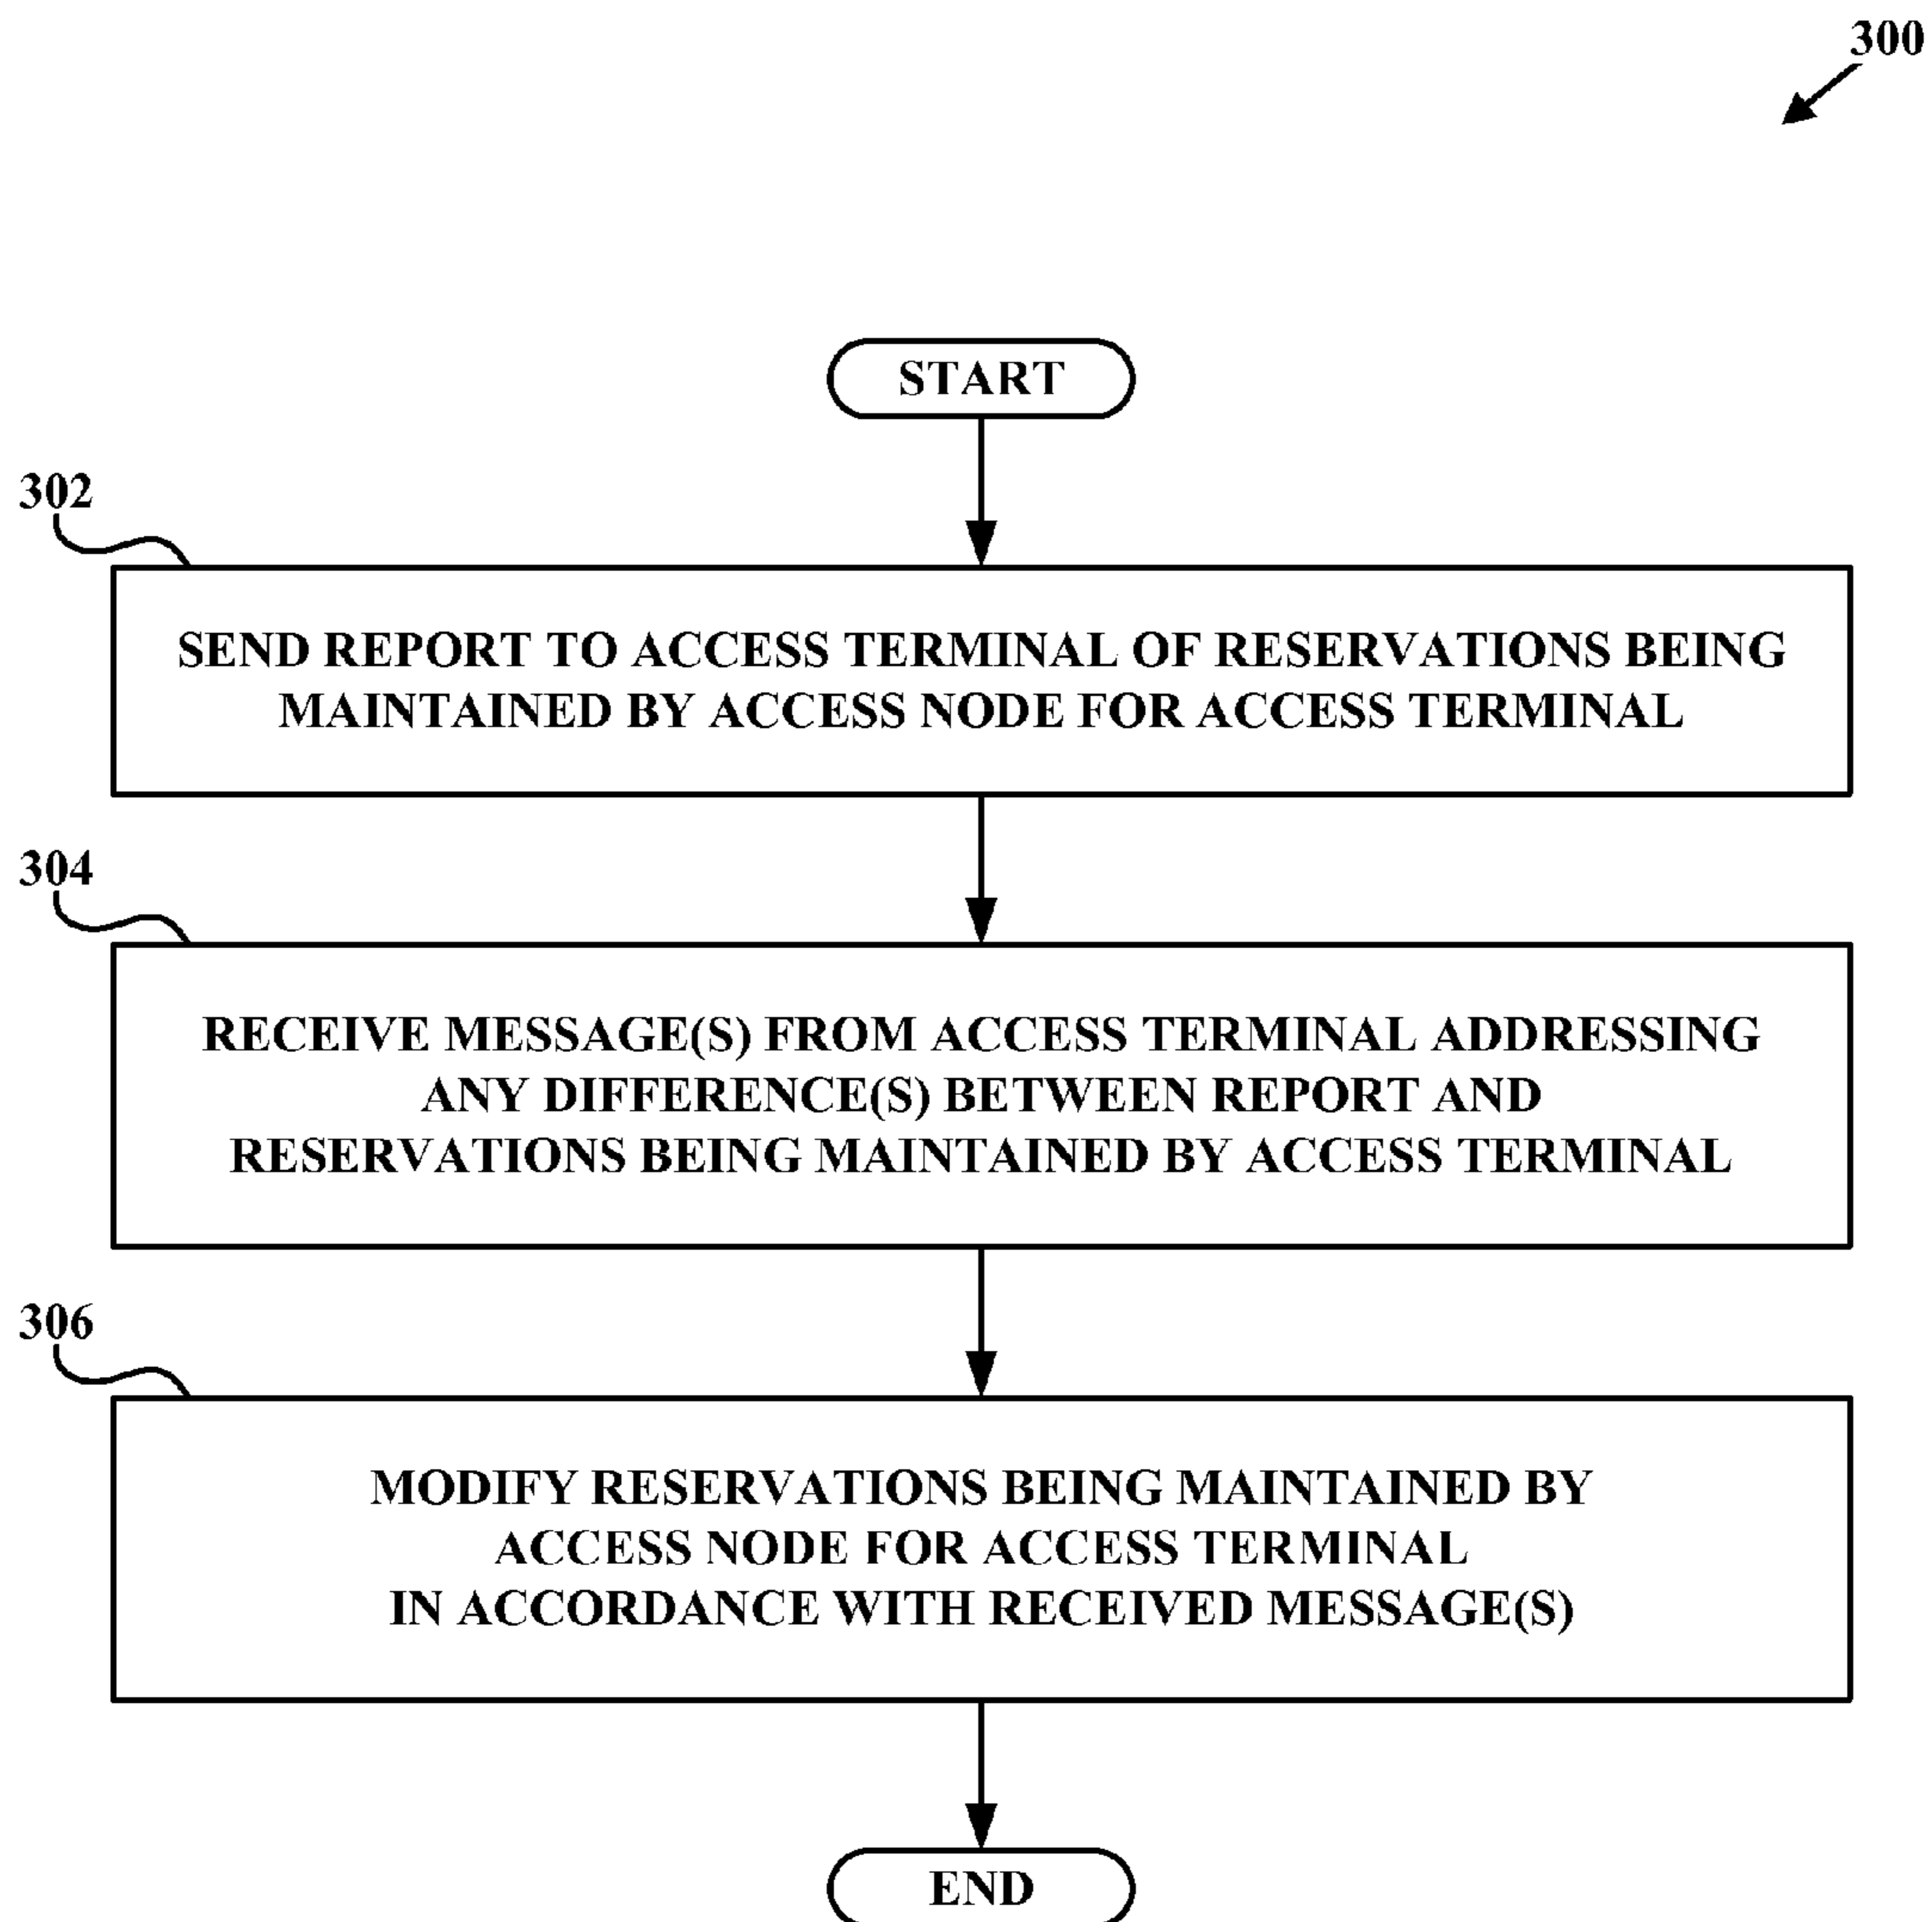 300
START
302
SEND REPORT TO ACCESS TERMINAL OF RESERVATIONS BEING
MAINTAINED BY ACCESS NODE FOR ACCESS TERMINAL
304
RECEIVE MESSAGE(S) FROM ACCESS TERMINAL ADDRESSING
ANY DIFFERENCE(S) BETWEEN REPORT AND
RESERVATIONS BEING MAINTAINED BY ACCESS TERMINAL
306
MODIFY RESERVATIONS BEING MAINTAINED BY
ACCESS NODE FOR ACCESS TERMINAL
IN ACCORDANCE WITH RECEIVED MESSAGE(S)
END